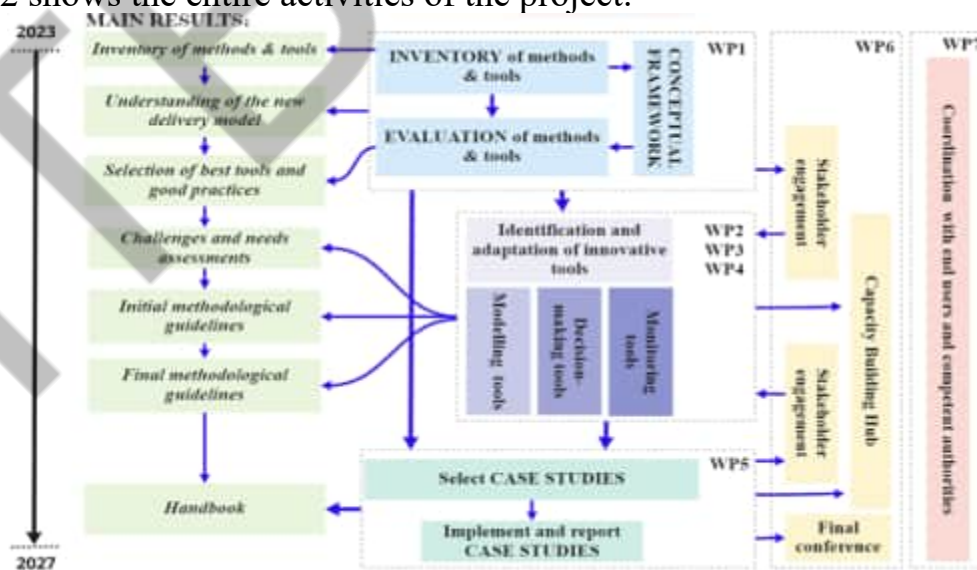 2 shows the entire activities of the project.
MAIN RESULTS:
2023
Inventory of methods & tools
Understanding of the new
delivery model
Selection of best tools and
good practices
Challenges and needs
assessments
Initial methodological
guidelines
Final methodological
guidelines
Handbook
2027
WP1
INVENTORY of methods
& tools
EVALUATION of methods
& tools
CONCEPTUAL
FRAMEWORK
WP2
WP3
WP4
Identification and
adaptation of innovative
tools
Modelling tools
Decision-
making tools
Monitoring
tools
WP5
Select CASE STUDIES
Implement and report
CASE STUDIES
WP6
Stakeholder
engagement
Stakeholder
engagement
Capacity Building Hub
Final
conference
WP7
Coordination with end users and competent authorities